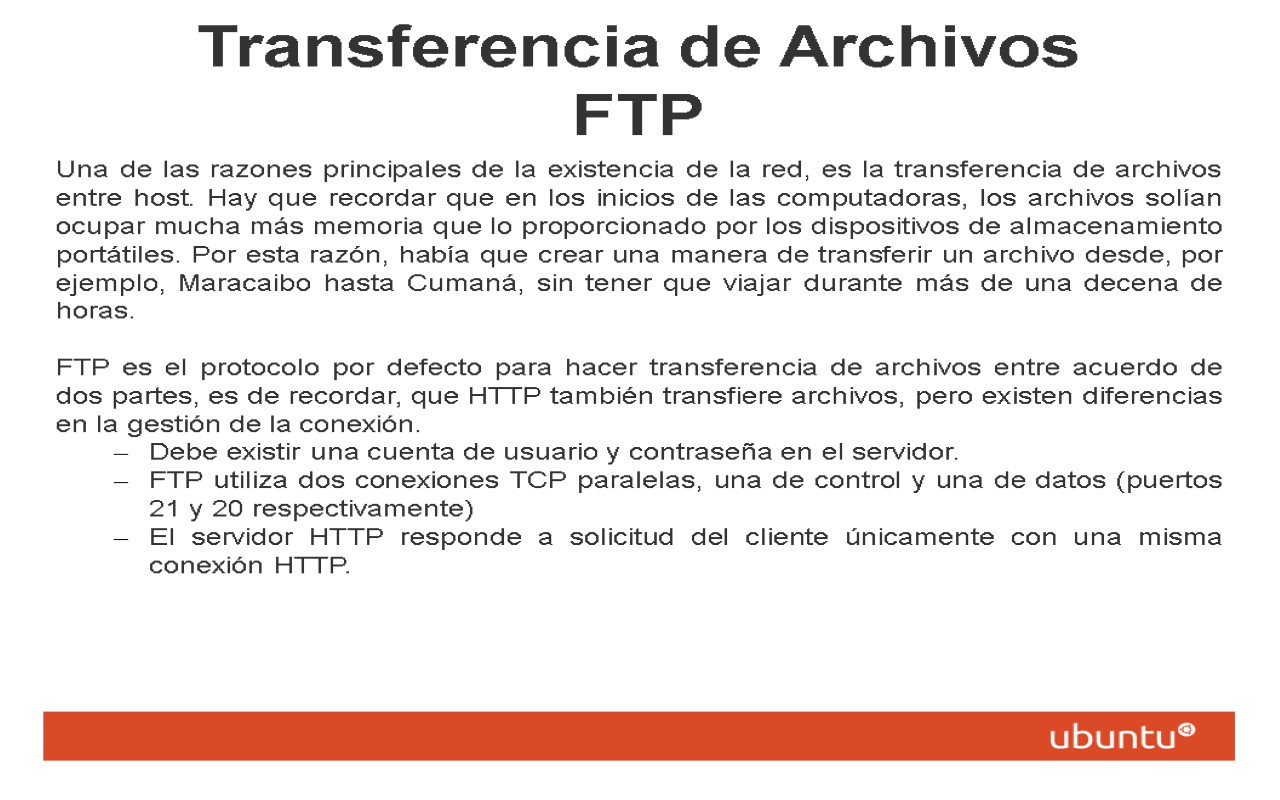 Transferencia de Archivos
FTP
Una de las razones principales de la existencia de la red, es la transferencia de archivos
entre host. Hay que recordar que en los inicios de las computadoras, los archivos solían
ocupar mucha más memoria que lo proporcionado por los dispositivos de almacenamiento
portátiles. Por esta razón, había que crear una manera de transferir un archivo desde, por
ejemplo, Maracaibo hasta Cumaná, sin tener que viajar durante más de una decena de
horas.
FTP es el protocolo por defecto para hacer transferencia de archivos entre acuerdo de
dos partes, es de recordar, que HTTP también transfiere archivos, pero existen diferencias
en la gestión de la conexión.
– Debe existir una cuenta de usuario y contraseña en el servidor.
– FTP utiliza dos conexiones TCP paralelas, una de control y una de datos (puertos
21 y 20 respectivamente)
– El servidor HTTP responde a solicitud del cliente únicamente con una misma
conexión HTTP.
ubuntu